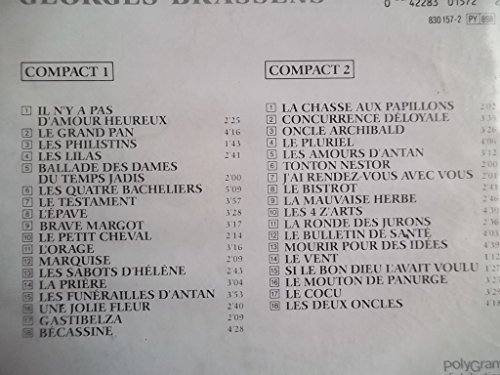 GEORGES BRASSENS
0 42283 01572 2
830 157-2 PY 898
COMPACT 1
1 IL N'Y A PAS
D'AMOUR HEUREUX 2'25
2 LE GRAND PAN 4'16
3 LES PHILISTINS 1'43
4 LES LILAS 2'41
5 BALLADE DES DAMES
DU TEMPS JADIS 2'00
6 LES QUATRE BACHELIERS 5'09
7 LE TESTAMENT 3'57
8 L'ÉPAVE 3'28
9 BRAVE MARGOT 3'17
10 LE PETIT CHEVAL 2'14
11 L'ORAGE 3'16
12 MARQUISE 2'09
13 LES SABOTS D'HÉLÈNE 2'43
14 LA PRIÈRE 3'04
15 LES FUNÉRAILLES D'ANTAN 3'53
16 UNE JOLIE FLEUR 2'40
17 GASTIBELZA 2'09
18 BÉCASSINE 4'28
COMPACT 2
1 LA CHASSE AUX PAPILLONS
2 CONCURRENCE DÉLOYALE
3 ONCLE ARCHIBALD
4 LE PLURIEL
5 LES AMOURS D'ANTAN
6 TONTON NESTOR
7 J'AI RENDEZ-VOUS AVEC VOUS
8 LE BISTROT
9 LA MAUVAISE HERBE
10 LES 4 Z'ARTS
11 LA RONDE DES JURONS
12 LE BULLETIN DE SANTÉ
13 MOURIR POUR DES IDÉES
14 LE VENT
15 SI LE BON DIEU L'AVAIT VOULU
16 LE MOUTON DE PANURGE
17 LE COCU
18 LES DEUX ONCLES
polyGram